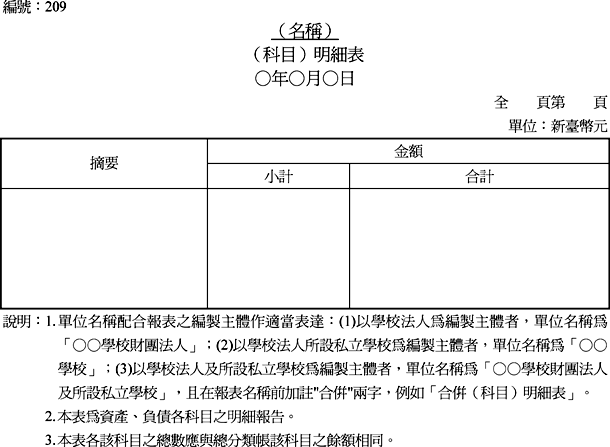 編號：209
（名稱）
（科目）明細表
○年○月○日
全　　頁第　　頁
單位：新臺幣元
摘要
金額
小計
合計
說明：1.單位名稱配合報表之編製主體作適當表達：(1)以學校法人爲編製主體者，單位名稱爲
「○○學校財團法人」；(2)以學校法人所設私立學校爲編製主體者，單位名稱爲「○○
學校」；(3)以學校法人及所設私立學校爲編製主體者，單位名稱爲「○○學校財團法人
及所設私立學校」，且在報表名稱前加註"合併"兩字，例如「合併（科目）明細表」。
2.本表爲資產、負債各科目之明細報告。
3.本表各該科目之總數應與總分類帳該科目之餘額相同。